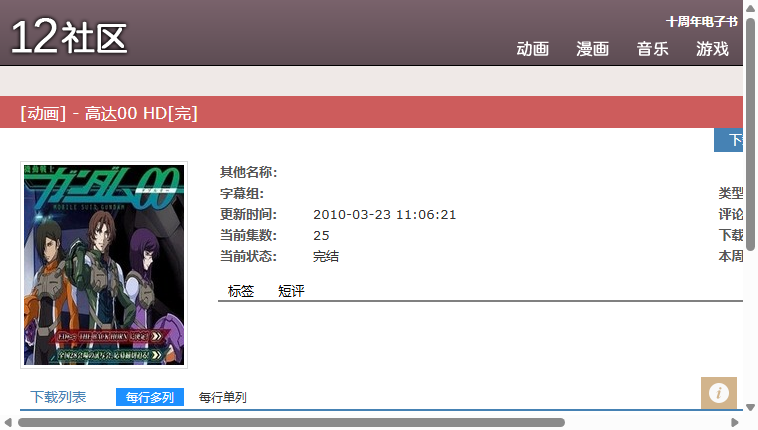 12社区
十周年电子书
动画 漫画 音乐 游戏
[动画] - 高达00 HD[完]
機動戦士
ガンダム00
MOBILE SUIT GUNDAM
其他名称:
字幕组: 类型
更新时间: 2010-03-23 11:06:21 评论
当前集数: 25 下载
当前状态: 完结 本周
标签 短评
下载列表 每行多列 每行单列